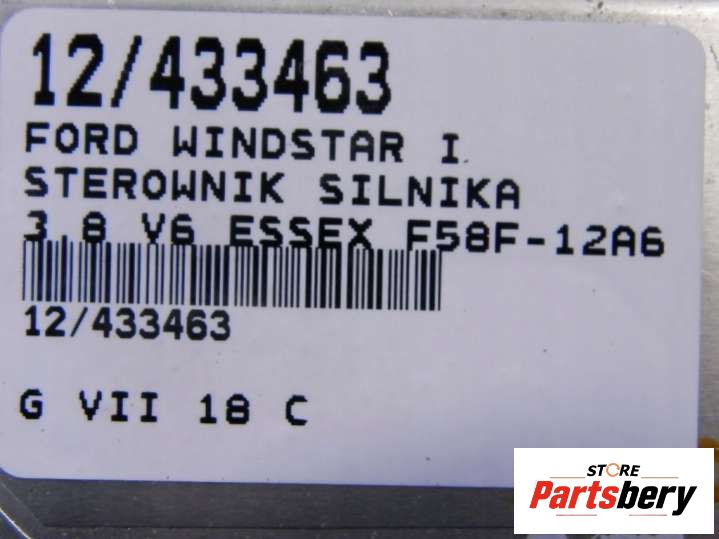 12/433463
FORD WINDSTAR I
STEROWNIK SILNIKA
3.8 V6 ESSEX F58F-12A6
12/433463
G VII 18 C
STORE
Partsbery